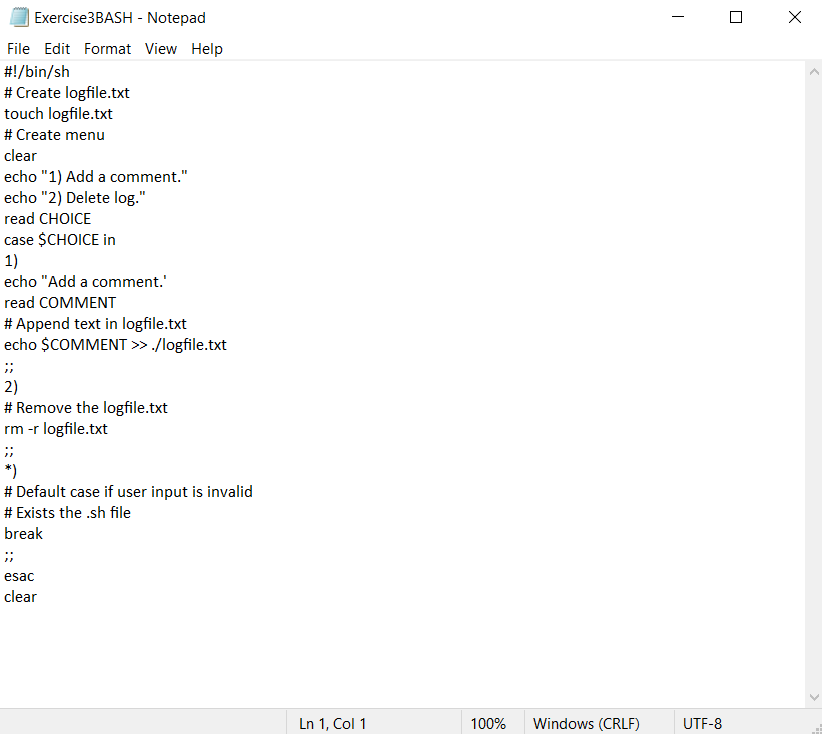 Exercise3BASH - Notepad
File Edit Format View Help
#!/bin/sh
# Create logfile.txt
touch logfile.txt
# Create menu
clear
echo "1) Add a comment."
echo "2) Delete log."
read CHOICE
case $CHOICE in
1)
echo "Add a comment.'
read COMMENT
# Append text in logfile.txt
echo $COMMENT >> ./logfile.txt
;;
2)
# Remove the logfile.txt
rm -r logfile.txt
;;
*)
# Default case if user input is invalid
# Exists the .sh file
break
;;
esac
clear
Ln 1, Col 1 100% Windows (CRLF) UTF-8